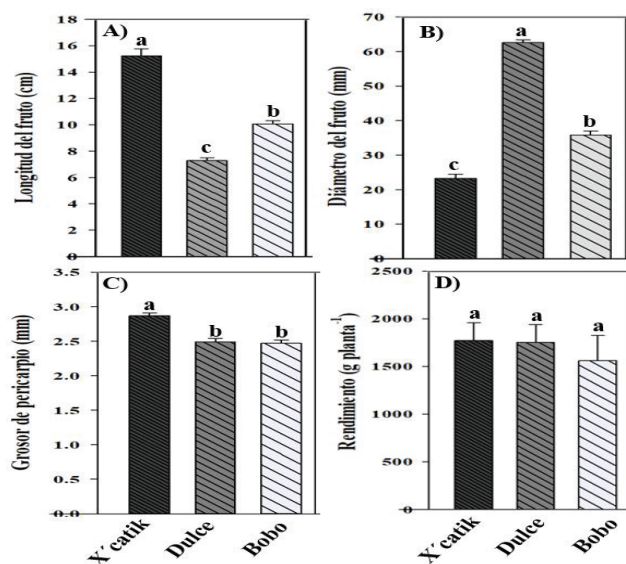 A)
Longitud del fruto (cm)
18
16
14
12
10
8
6
4
2
0
a
c
b
B)
Diámetro del fruto (mm)
70
60
50
40
30
20
10
0
c
a
b
C)
Grosor de pericarpio (mm)
3.5
3.0
2.5
2.0
1.5
1.0
0.5
0.0
a
b
b
X´ catik
Dulce
Bobo
D)
Rendimiento (g planta⁻¹)
2500
2000
1500
1000
500
0
a
a
a
X´ catik
Dulce
Bobo